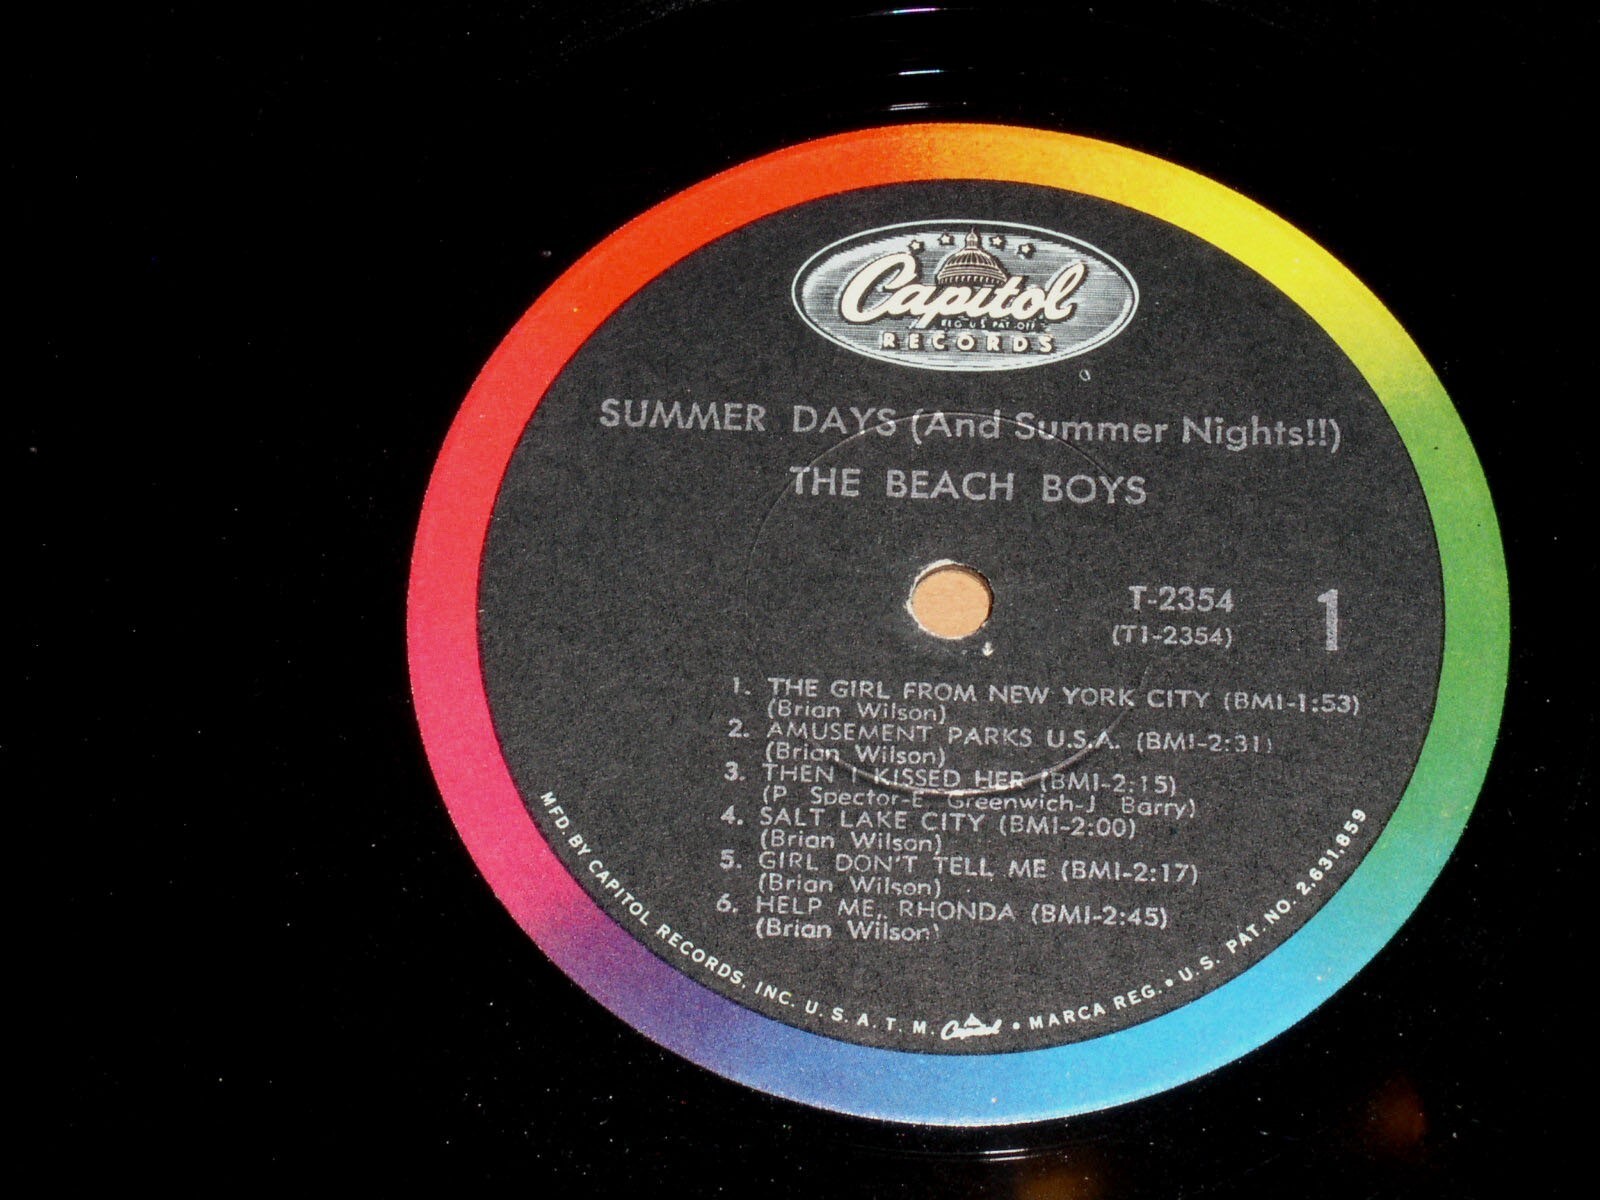 Capitol
REG. U.S. PAT. OFF.
RECORDS
SUMMER DAYS (And Summer Nights!!)
THE BEACH BOYS
T-2354
(T1-2354)
1
1. THE GIRL FROM NEW YORK CITY (BMI-1:53)
(Brian Wilson)
2. AMUSEMENT PARKS U.S.A. (BMI-2:31)
(Brian Wilson)
3. THEN I KISSED HER (BMI-2:15)
(P. Spector-E. Greenwich-J. Barry)
4. SALT LAKE CITY (BMI-2:00)
(Brian Wilson)
5. GIRL DON'T TELL ME (BMI-2:17)
(Brian Wilson)
6. HELP ME, RHONDA (BMI-2:45)
(Brian Wilson)
MFD. BY CAPITOL RECORDS, INC. U.S.A. T.M. Capitol • MARCA REG. • U.S. PAT. NO. 2,631,859